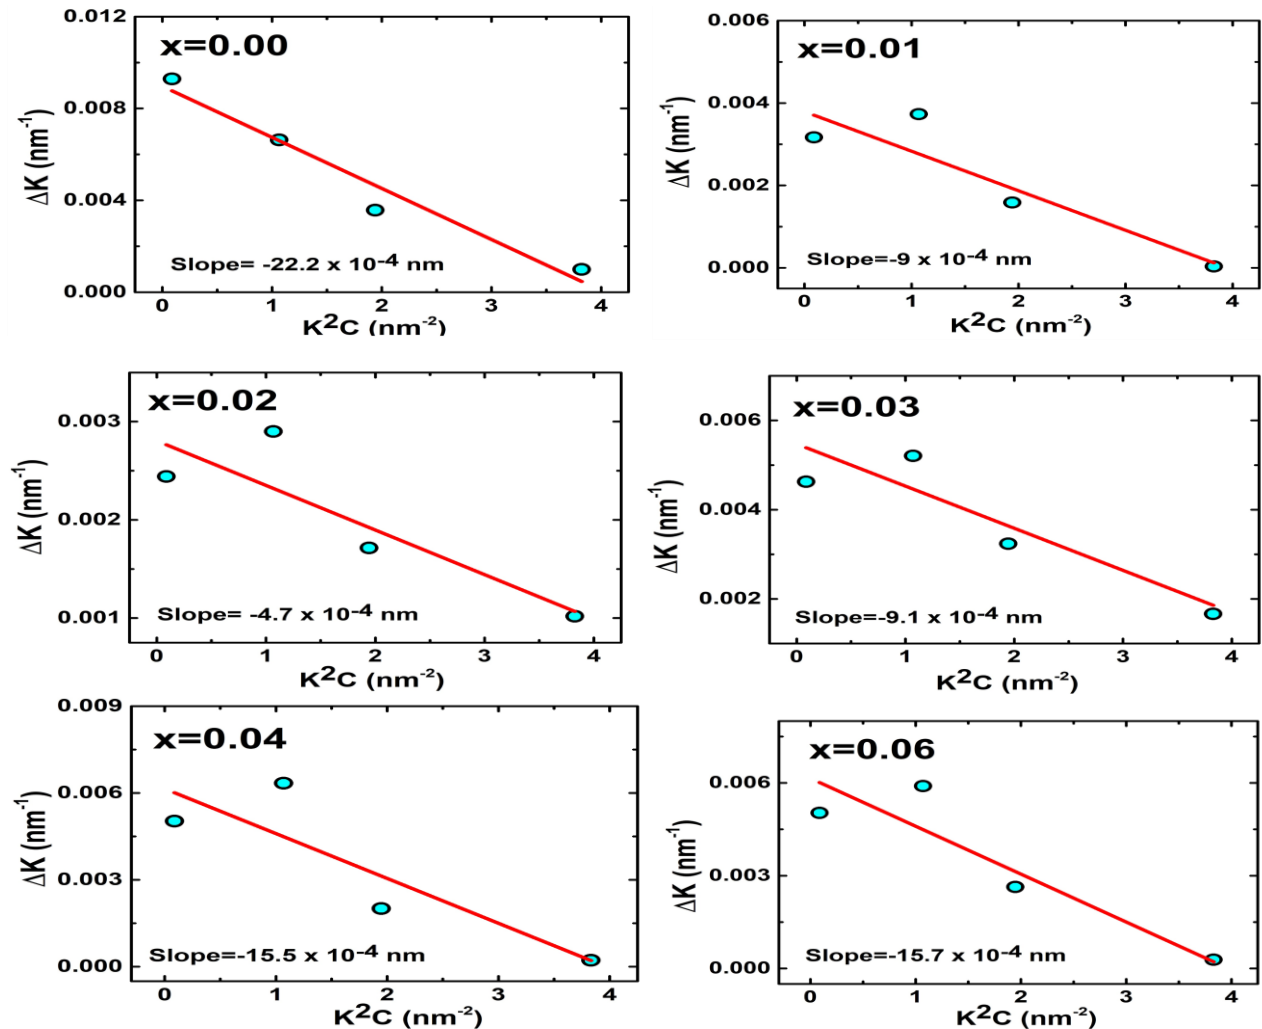 x=0.00
0.012
0.008
0.004
0.000
ΔK (nm-1)
Slope= -22.2 x 10-4 nm
0 1 2 3 4
K2C (nm-2)
x=0.01
0.006
0.004
0.002
0.000
ΔK (nm-1)
Slope=-9 x 10-4 nm
0 1 2 3 4
K2C (nm-2)
x=0.02
0.003
0.002
0.001
ΔK (nm-1)
Slope= -4.7 x 10-4 nm
0 1 2 3 4
K2C (nm-2)
x=0.03
0.006
0.004
0.002
ΔK (nm-1)
Slope=-9.1 x 10-4 nm
0 1 2 3 4
K2C (nm-2)
x=0.04
0.009
0.006
0.003
0.000
ΔK (nm-1)
Slope=-15.5 x 10-4 nm
0 1 2 3 4
K2C (nm-2)
x=0.06
0.006
0.003
0.000
ΔK (nm-1)
Slope=-15.7 x 10-4 nm
0 1 2 3 4
K2C (nm-2)